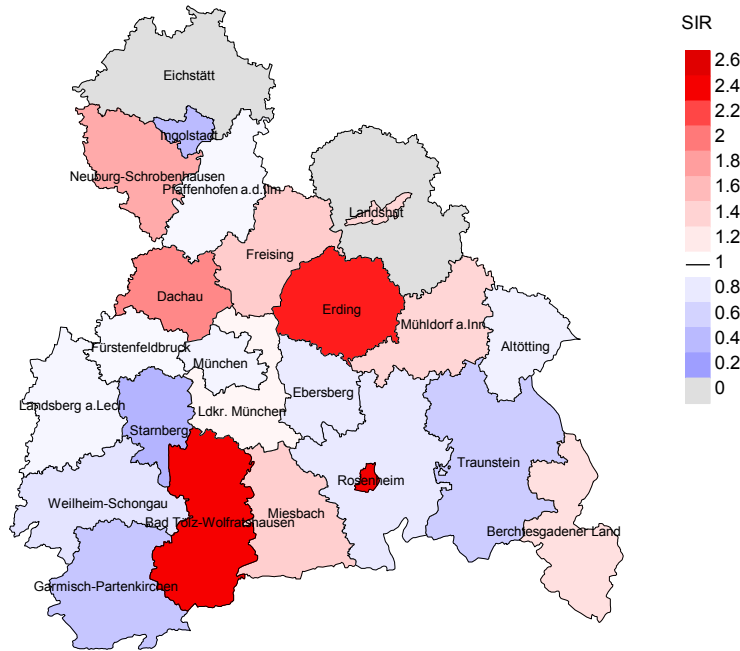 SIR
2.6
2.4
2.2
2
1.8
1.6
1.4
1.2
1
0.8
0.6
0.4
0.2
0
Eichstätt
Ingolstadt
Neuburg-Schrobenhausen
Pfaffenhofen a.d.Ilm
Landshut
Freising
Dachau
Erding
Mühldorf a.Inn
Altötting
Fürstenfeldbruck
München
Ebersberg
Landsberg a.Lech
Ldkr. München
Starnberg
Traunstein
Rosenheim
Weilheim-Schongau
Miesbach
Bad Tölz-Wolfratshausen
Berchtesgadener Land
Garmisch-Partenkirchen